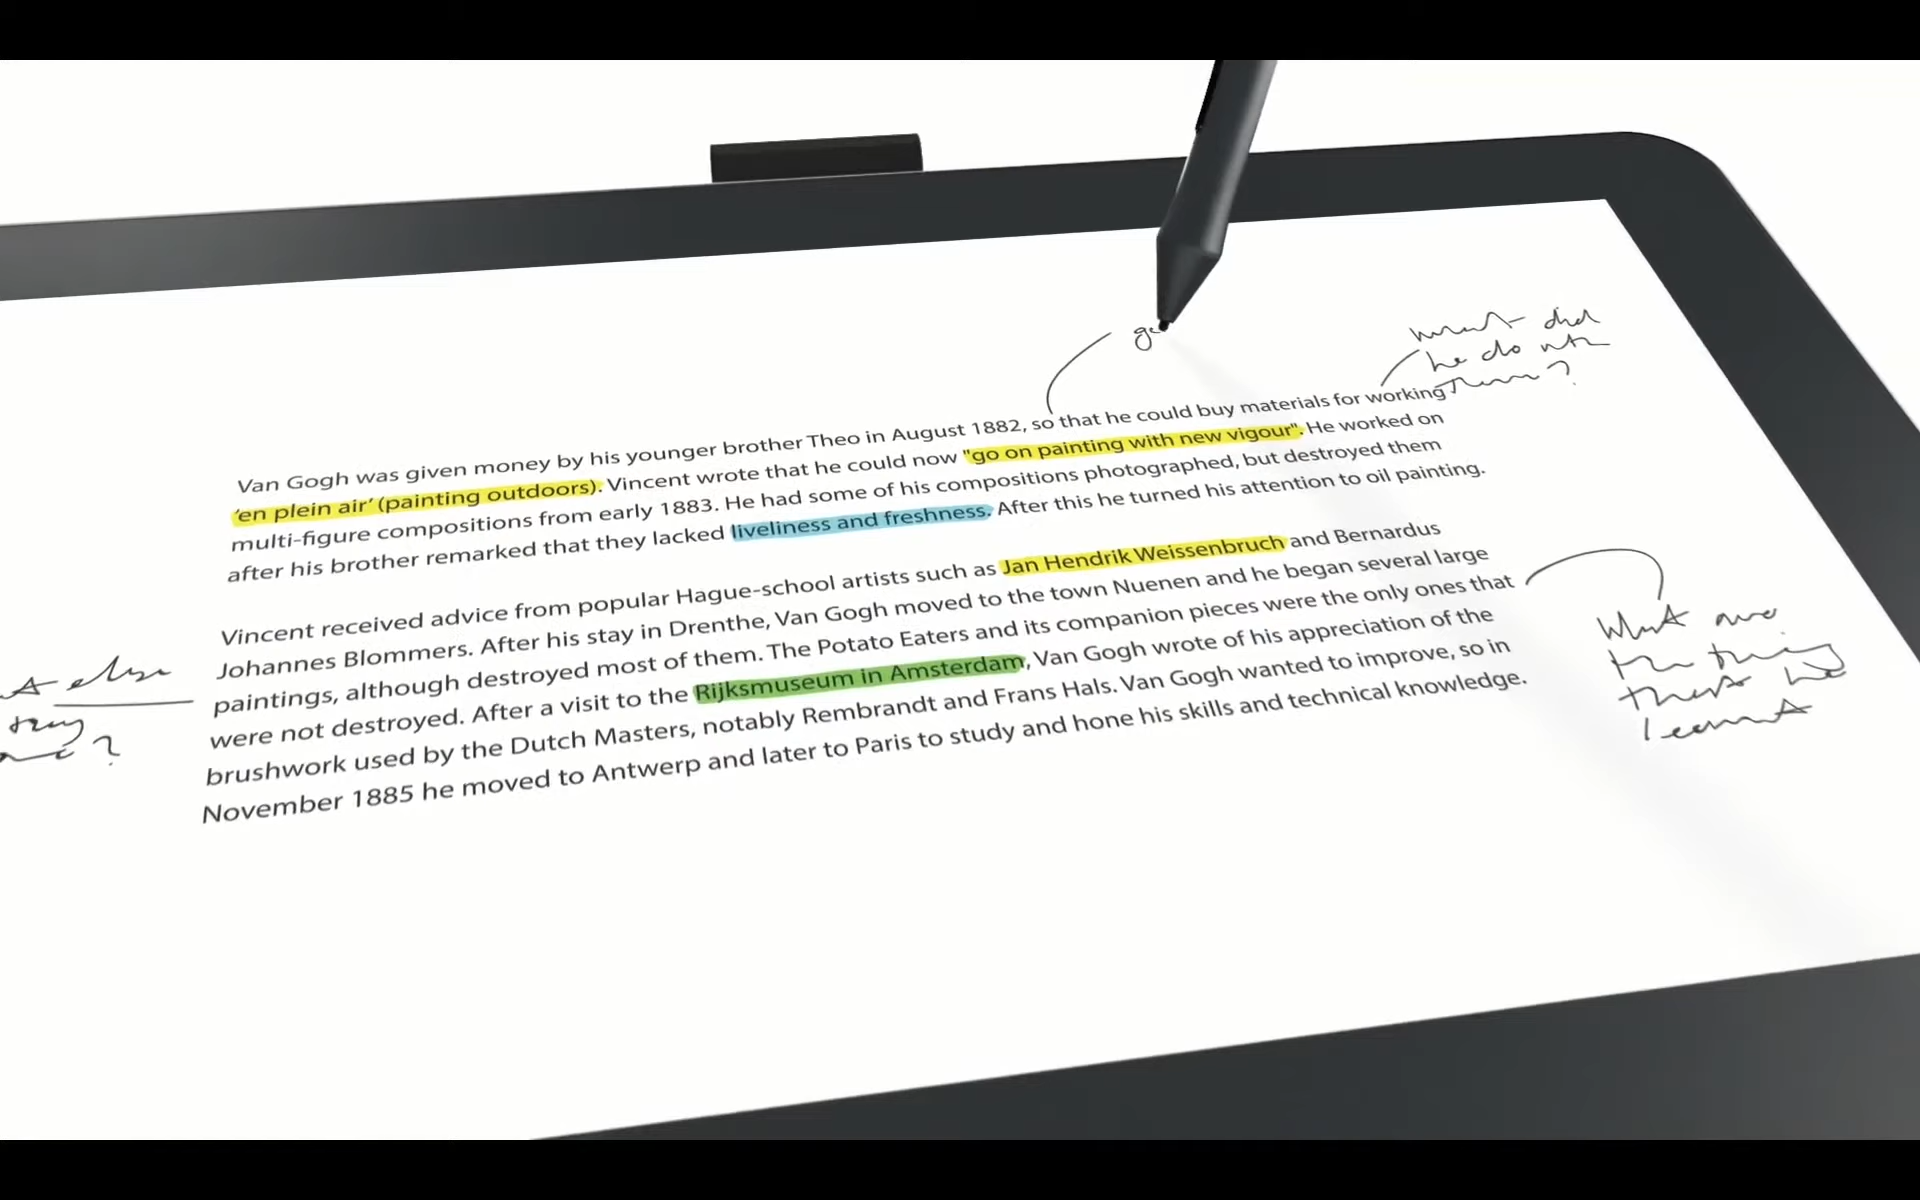 go
what did
he do with
them?
Van Gogh was given money by his younger brother Theo in August 1882, so that he could buy materials for working
'en plein air' (painting outdoors). Vincent wrote that he could now "go on painting with new vigour". He worked on
multi-figure compositions from early 1883. He had some of his compositions photographed, but destroyed them
after his brother remarked that they lacked liveliness and freshness. After this he turned his attention to oil painting.
Vincent received advice from popular Hague-school artists such as Jan Hendrik Weissenbruch and Bernardus
Johannes Blommers. After his stay in Drenthe, Van Gogh moved to the town Nuenen and he began several large
paintings, although destroyed most of them. The Potato Eaters and its companion pieces were the only ones that
were not destroyed. After a visit to the Rijksmuseum in Amsterdam, Van Gogh wrote of his appreciation of the
brushwork used by the Dutch Masters, notably Rembrandt and Frans Hals. Van Gogh wanted to improve, so in
November 1885 he moved to Antwerp and later to Paris to study and hone his skills and technical knowledge.
else
What are
the things
that he
learnt